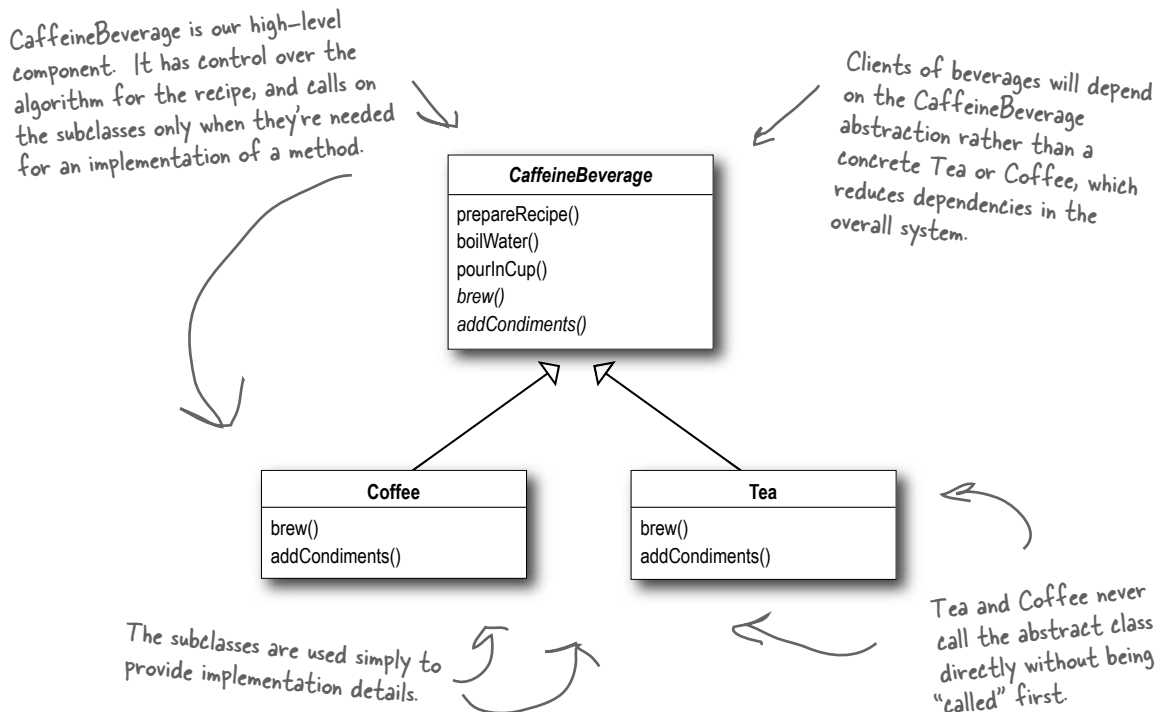 CaffeineBeverage is our high-level
component. It has control over the
algorithm for the recipe, and calls on
the subclasses only when they're needed
for an implementation of a method.
Clients of beverages will depend
on the CaffeineBeverage
abstraction rather than a
concrete Tea or Coffee, which
reduces dependencies in the
overall system.
CaffeineBeverage
prepareRecipe()
boilWater()
pourInCup()
brew()
addCondiments()
Coffee
brew()
addCondiments()
Tea
brew()
addCondiments()
The subclasses are used simply to
provide implementation details.
Tea and Coffee never
call the abstract class
directly without being
"called" first.